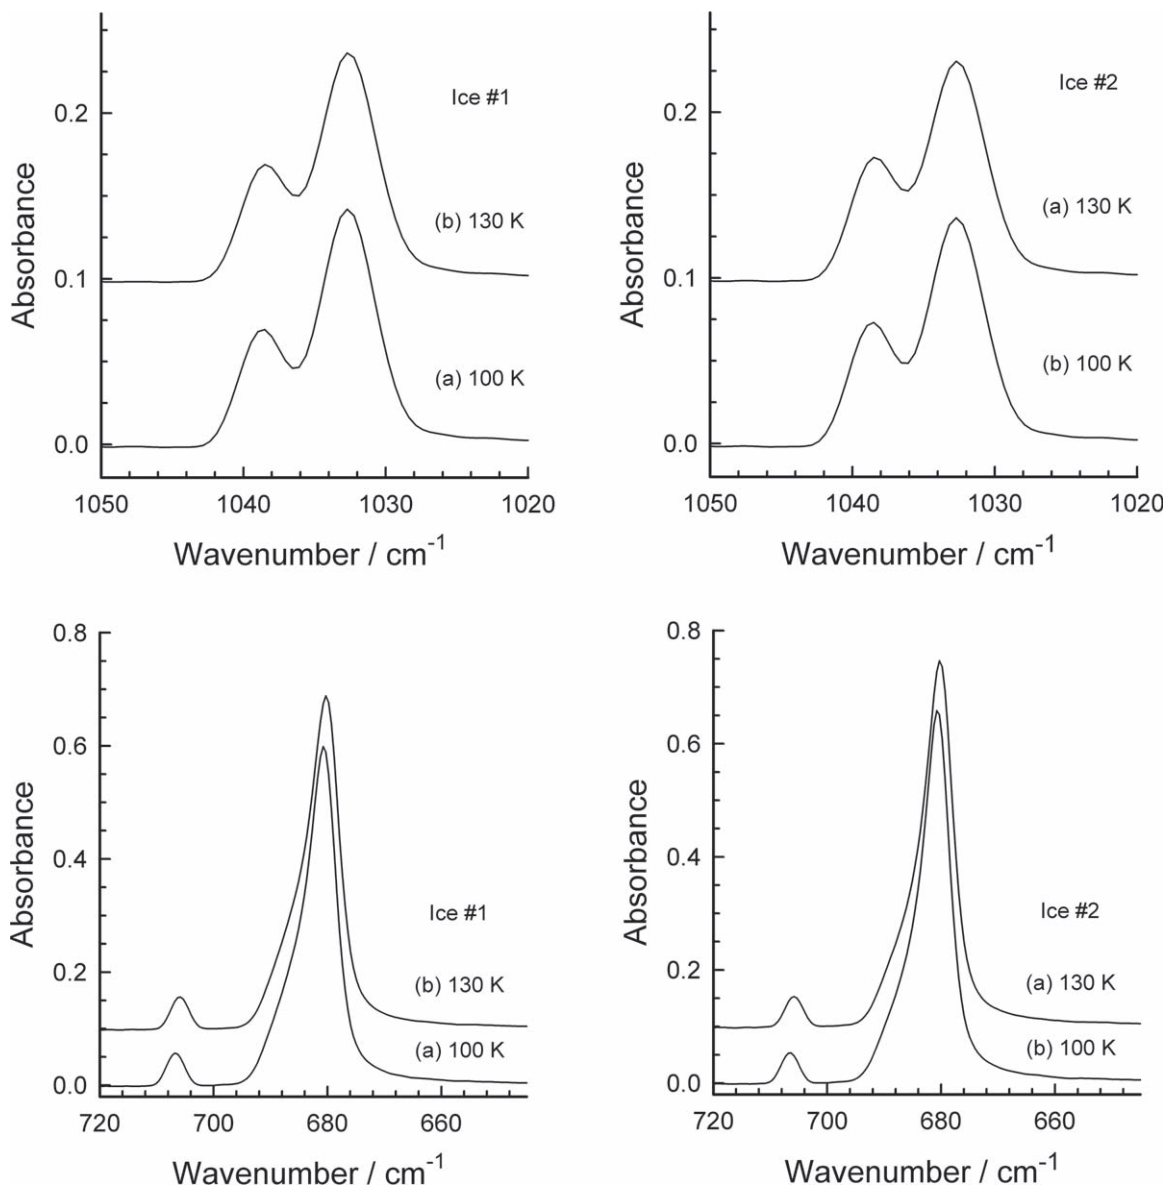 Ice #1
0.2
(b) 130 K
0.1
(a) 100 K
0.0
Absorbance
1050 1040 1030 1020
Wavenumber / cm-1
Ice #2
0.2
(a) 130 K
0.1
(b) 100 K
0.0
Absorbance
1050 1040 1030 1020
Wavenumber / cm-1
0.8
0.6
0.4
Ice #1
0.2
(b) 130 K
(a) 100 K
0.0
Absorbance
720 700 680 660
Wavenumber / cm-1
0.8
0.6
0.4
Ice #2
0.2
(a) 130 K
(b) 100 K
0.0
Absorbance
720 700 680 660
Wavenumber / cm-1